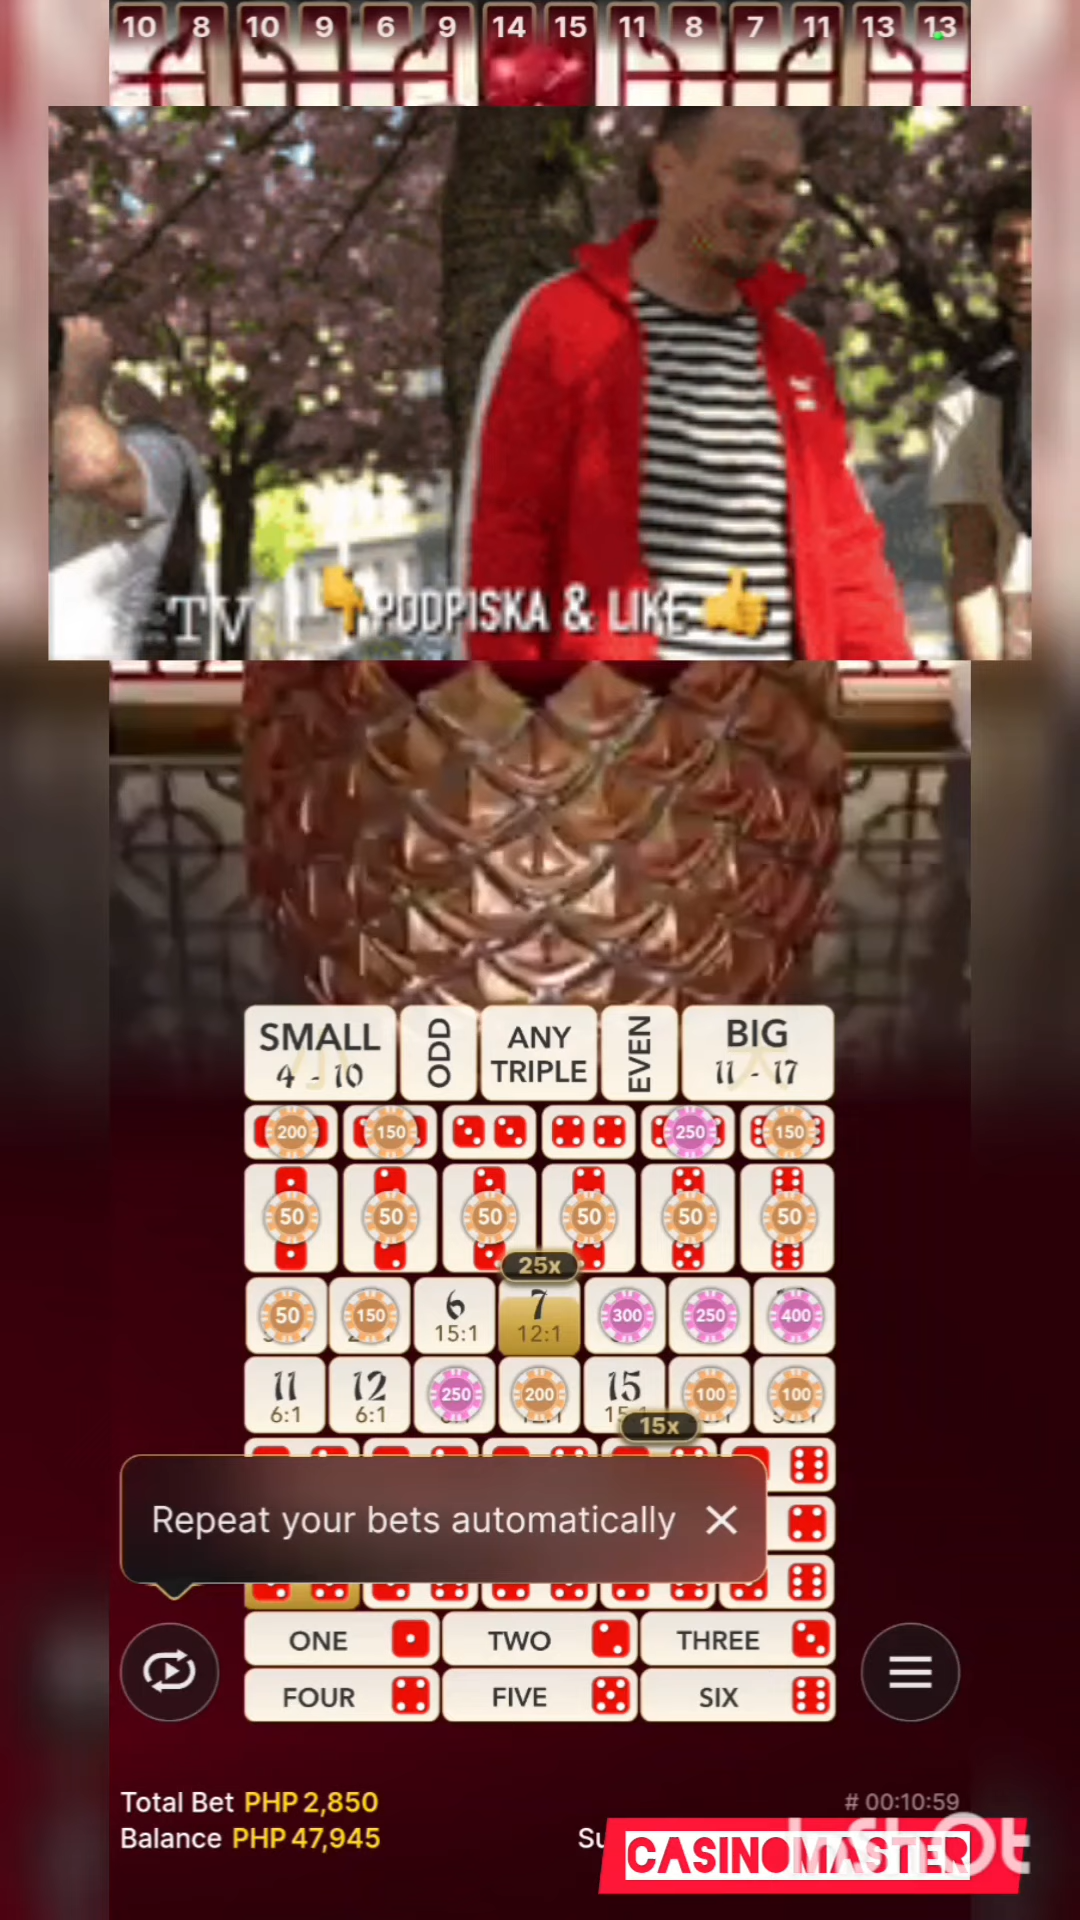 10 8 10 9 6 9 14 15 11 8 7 11 13 13
TV 👇PODPISKA & LIKE👍
SMALL ODD ANY TRIPLE EVEN BIG
4 - 10 11 - 17
200 150 250 150
50 50 50 50 50 50
25x
50 150 6 7 300 250 400
15:1 12:1
11 12 250 200 15 100 100
6:1 6:1
15x
Repeat your bets automatically
ONE TWO THREE
FOUR FIVE SIX
Total Bet PHP 2,850 # 00:10:59
Balance PHP 47,945 Su
CASINOMASTER